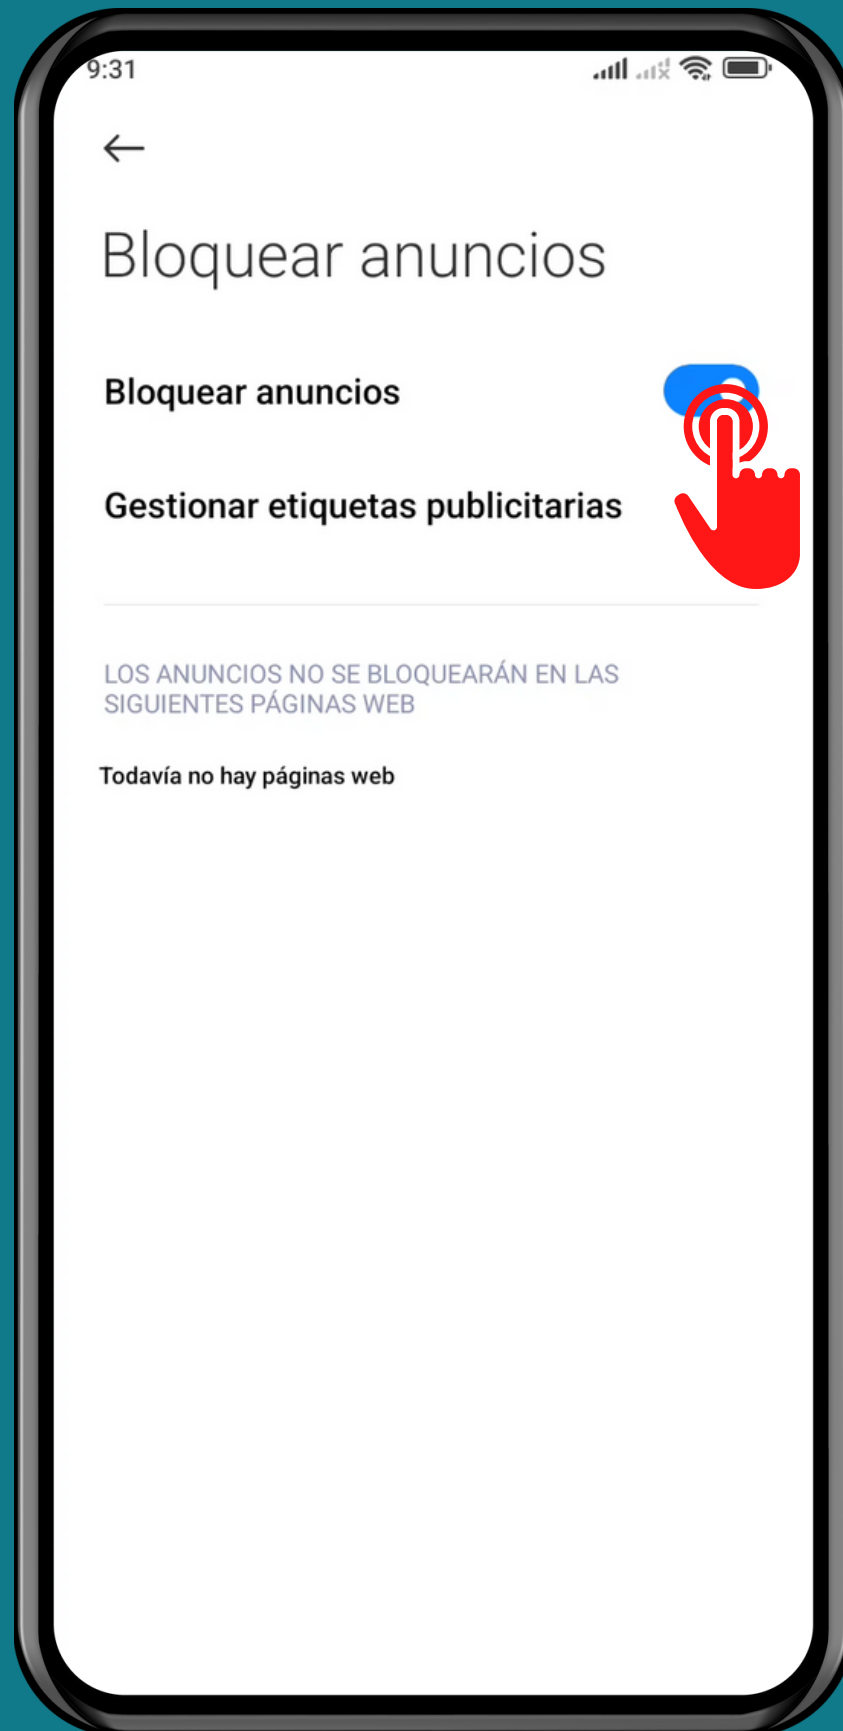 9:31
Bloquear anuncios
Bloquear anuncios
Gestionar etiquetas publicitarias
LOS ANUNCIOS NO SE BLOQUEARÁN EN LAS
SIGUIENTES PÁGINAS WEB
Todavía no hay páginas web